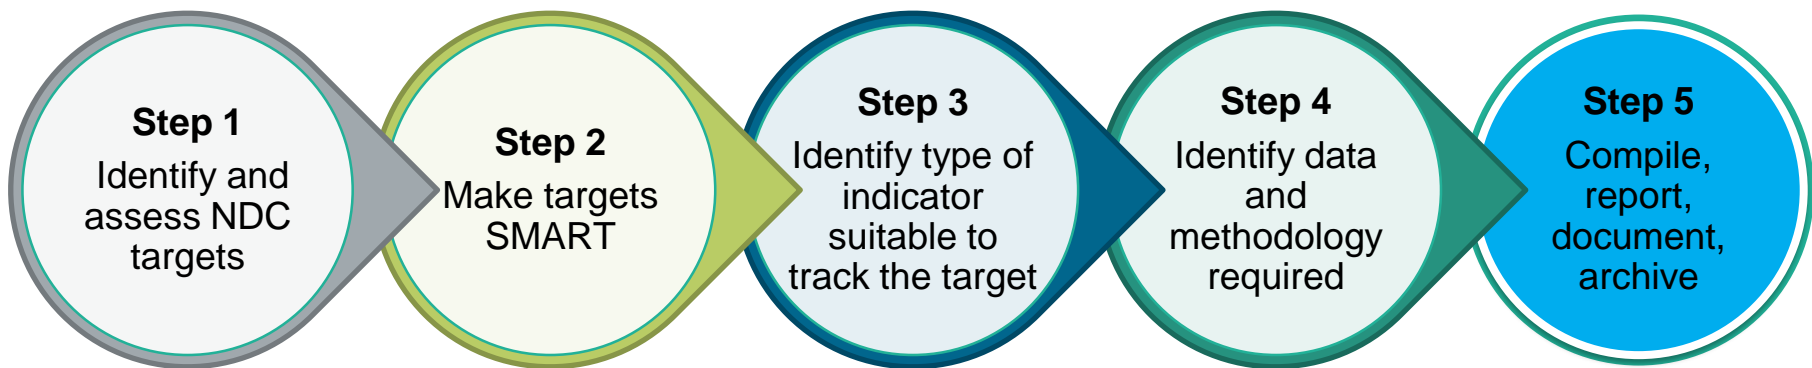 Step 1
Identify and
assess NDC
targets
Step 2
Make targets
SMART
Step 3
Identify type of
indicator
suitable to
track the target
Step 4
Identify data
and
methodology
required
Step 5
Compile,
report,
document,
archive